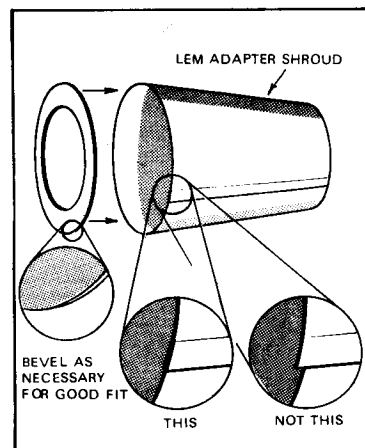 LEM ADAPTER SHROUD
BEVEL AS
NECESSARY
FOR GOOD FIT
THIS
NOT THIS